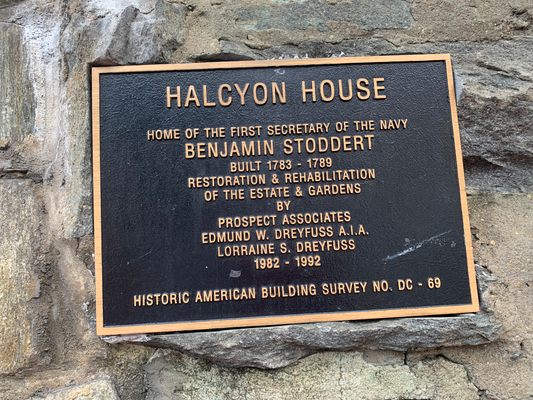 HALCYON HOUSE
HOME OF THE FIRST SECRETARY OF THE NAVY
BENJAMIN STODDERT
BUILT 1783 - 1789
RESTORATION & REHABILITATION
OF THE ESTATE & GARDENS
BY
PROSPECT ASSOCIATES
EDMUND W. DREYFUSS A.I.A.
LORRAINE S. DREYFUSS
1982 - 1992
HISTORIC AMERICAN BUILDING SURVEY NO. DC - 69